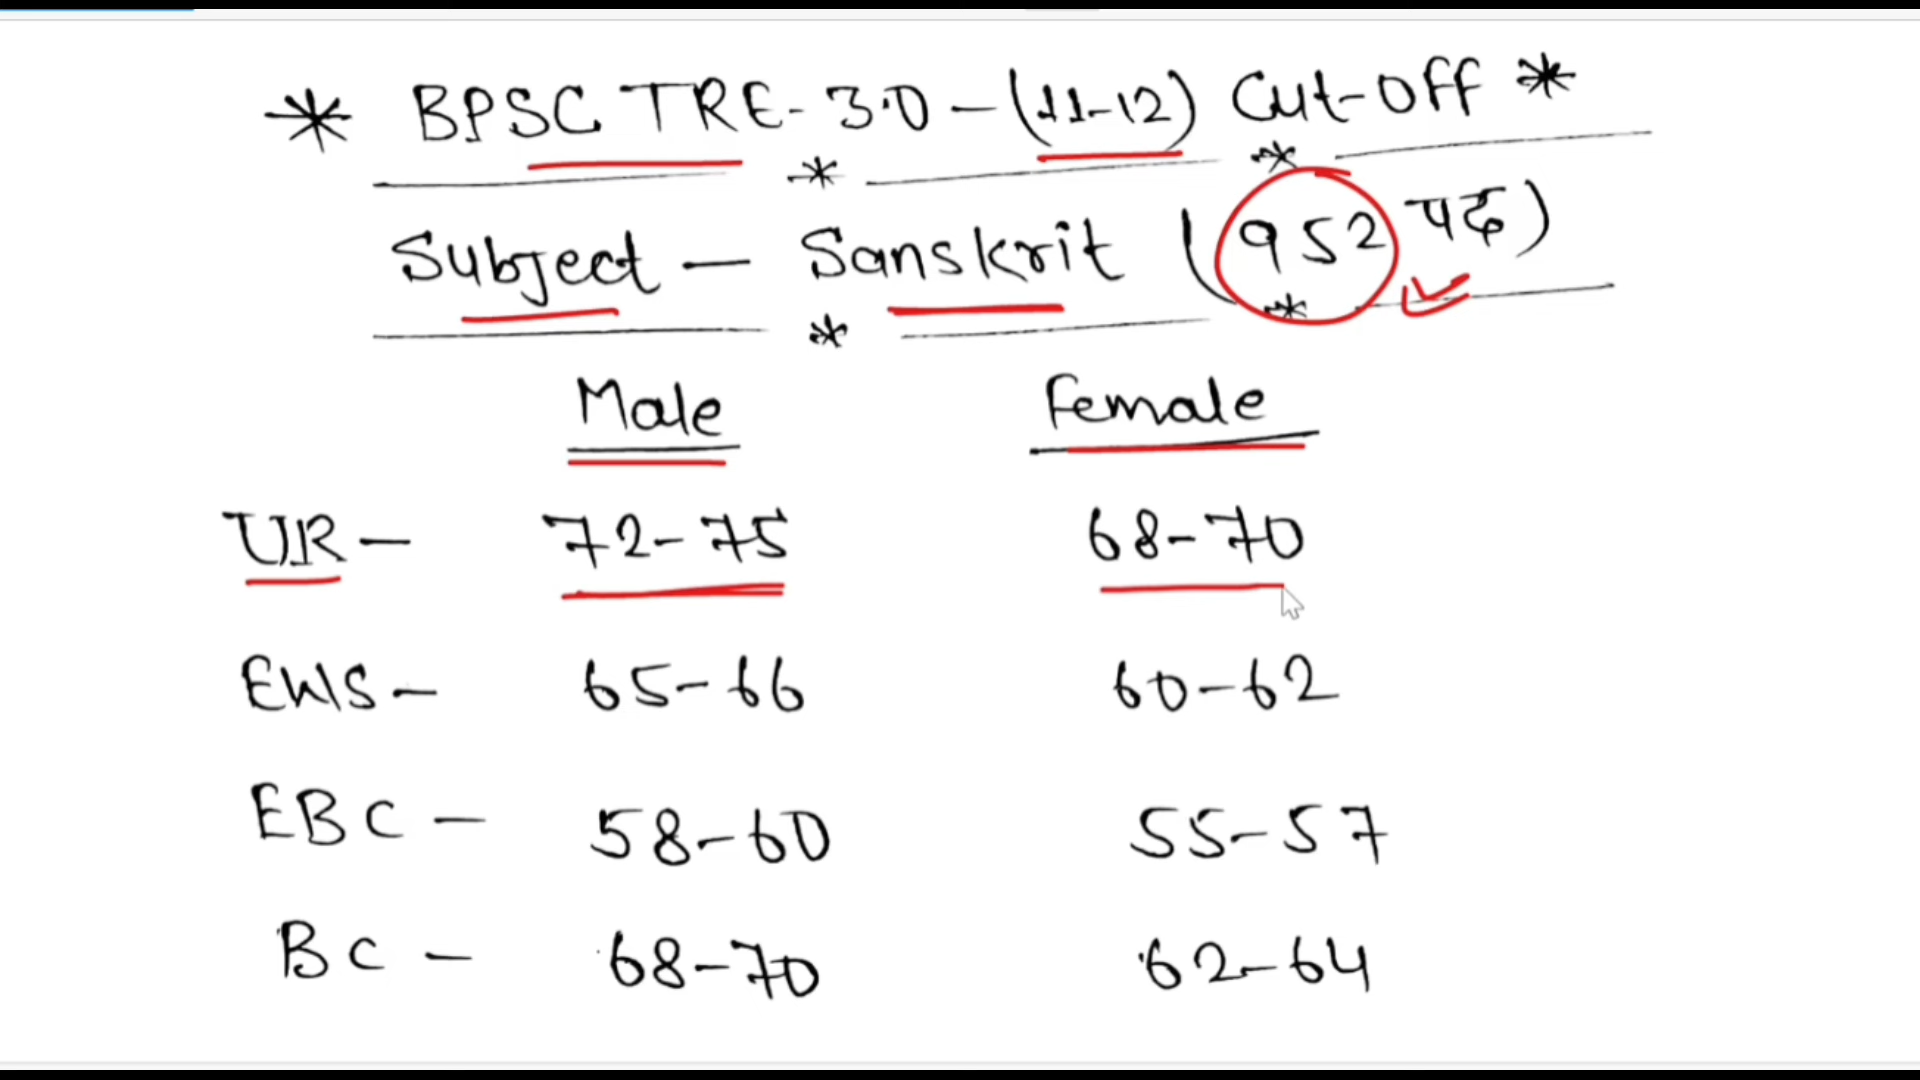 * BPSC TRE-3.0-(11-12) Cut-Off *
Subject - Sanskrit (952 पद)
Male Female
UR- 72-75 68-70
EWS- 65-66 60-62
EBC- 58-60 55-57
BC- 68-70 62-64